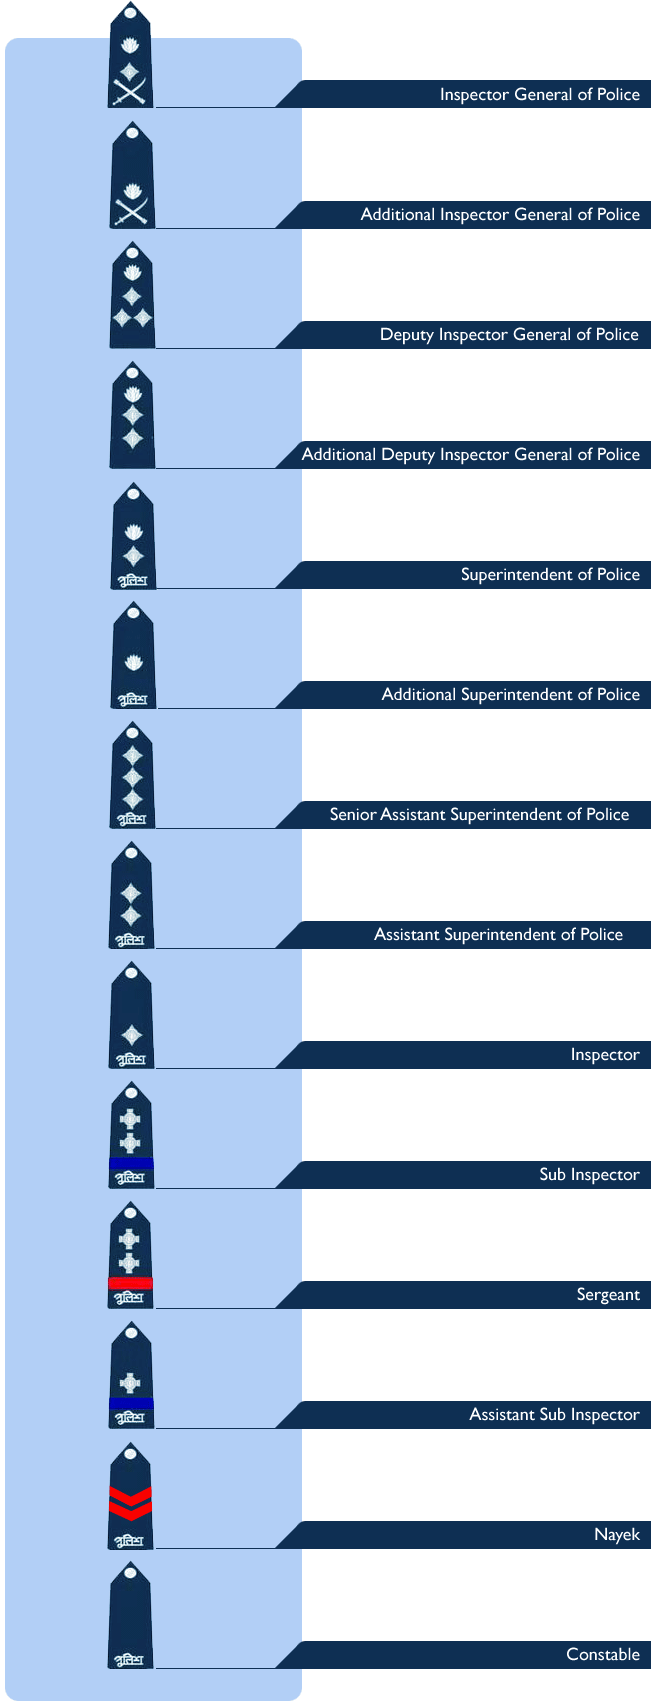 Inspector General of Police
Additional Inspector General of Police
Deputy Inspector General of Police
Additional Deputy Inspector General of Police
পুলিশ
Superintendent of Police
পুলিশ
Additional Superintendent of Police
পুলিশ
Senior Assistant Superintendent of Police
পুলিশ
Assistant Superintendent of Police
পুলিশ
Inspector
পুলিশ
Sub Inspector
পুলিশ
Sergeant
পুলিশ
Assistant Sub Inspector
পুলিশ
Nayek
পুলিশ
Constable